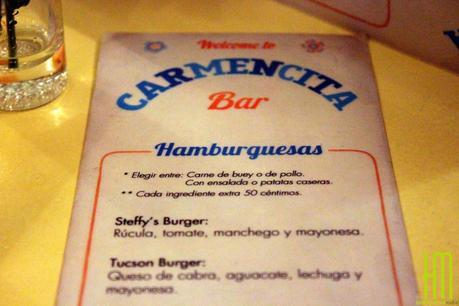 Welcome to
CARMENCITA
Bar
Hamburguesas
* Elegir entre: Carne de buey o de pollo.
Con ensalada o patatas caseras.
** Cada ingrediente extra 50 céntimos.
Steffy's Burger:
Rúcula, tomate, manchego y mayonesa.
Tucson Burger:
Queso de cabra, aguacate, lechuga y
mayonesa.
HM